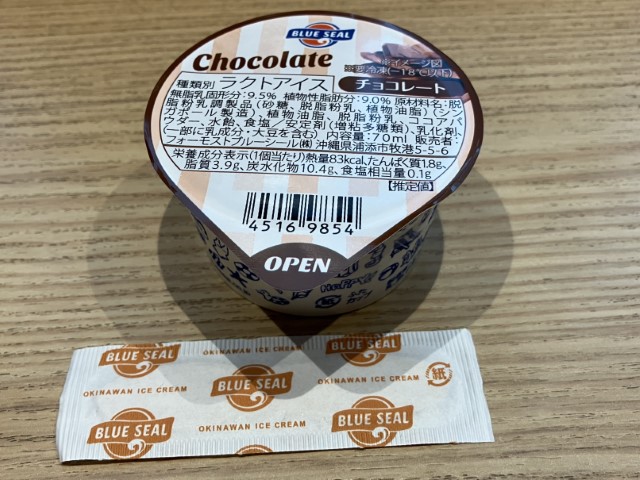 BLUE SEAL
Chocolate
※イメージ図
※要冷凍(−18℃以下)
種類別 ラクトアイス チョコレート
無脂乳固形分:9.5% 植物性脂肪分:9.0% 原材料名:脱
脂粉乳調製品(砂糖、脱脂粉乳、植物油脂)(シン
ガポール製造)、植物油脂、脱脂粉乳、ココアパ
ウダー、水飴、食塩/安定剤(増粘多糖類)、乳化剤、
(一部に乳成分・大豆を含む) 内容量:70ml 販売者:
フォーモストブルーシール㈱ 沖縄県浦添市牧港5-5-6
栄養成分表示(1個当たり)熱量83kcal,たんぱく質1.8g,
脂質3.9g、炭水化物10.4g、食塩相当量0.1g
【推定値】
4516 9854
OPEN
BLUE SEAL OKINAWAN ICE CREAM BLUE SEAL
OKINAWAN ICE CREAM BLUE SEAL OKINAWAN ICE CREAM 紙
BLUE SEAL OKINAWAN ICE CREAM BLUE SEAL